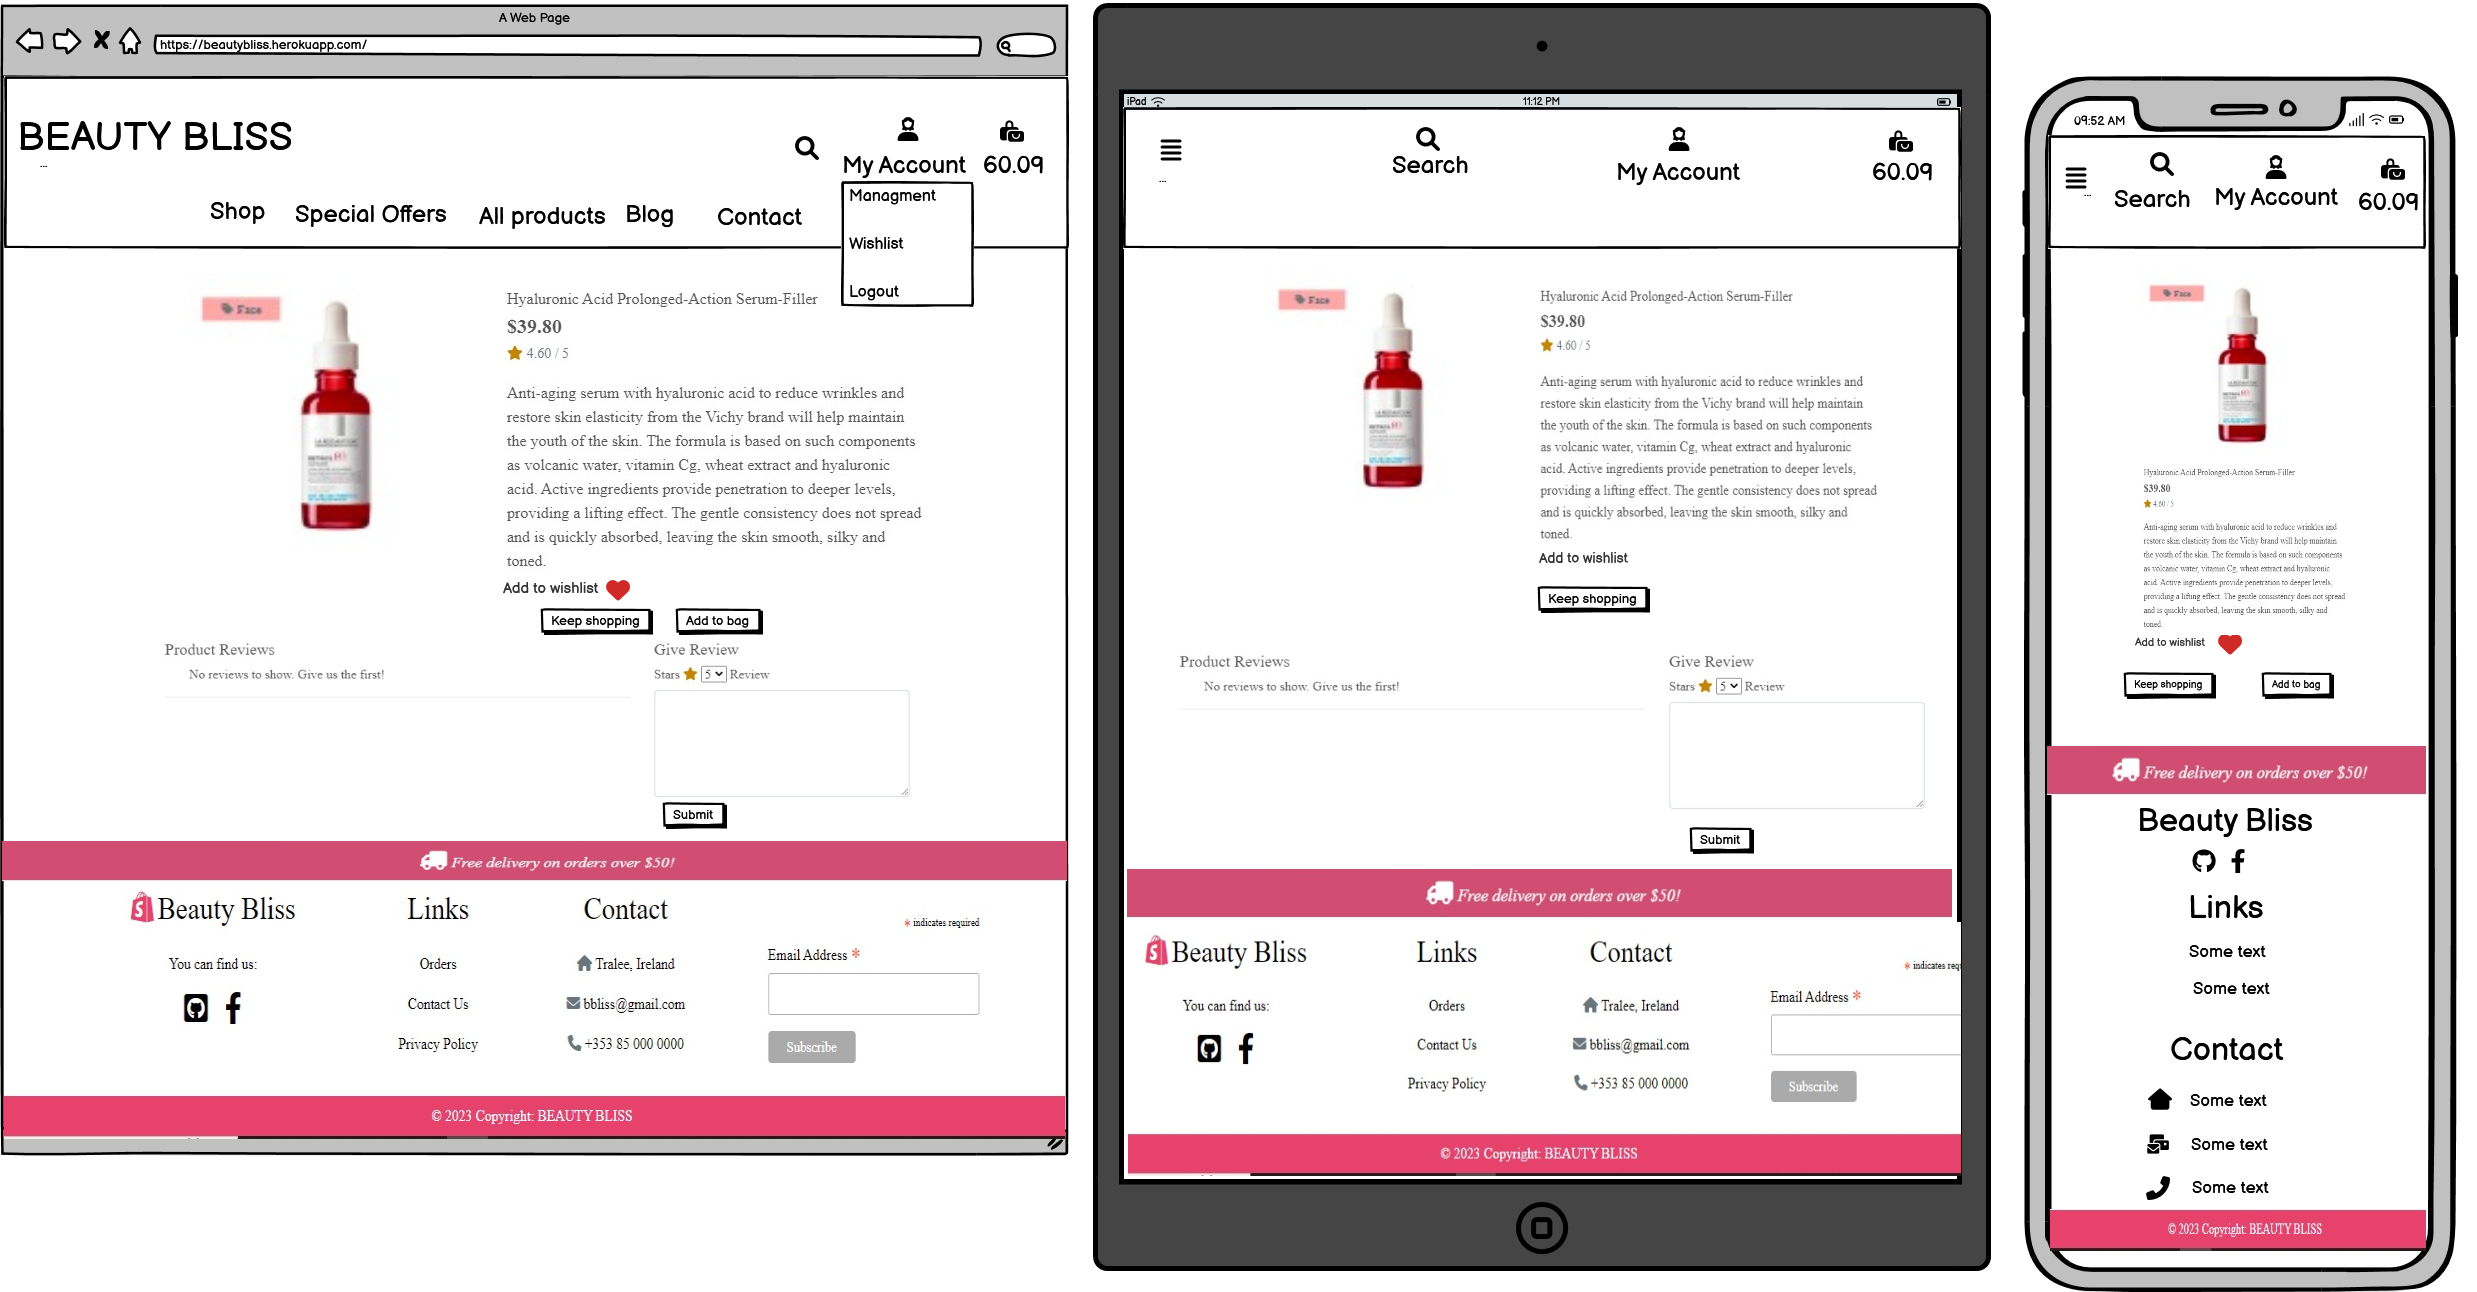 A Web Page
https://beautybliss.herokuapp.com/
BEAUTY BLISS
...
My Account
60.09
Managment
Wishlist
Logout
Shop
Special Offers
All products
Blog
Contact
Face
Hyaluronic Acid Prolonged-Action Serum-Filler
$39.80
4.60 / 5
Anti-aging serum with hyaluronic acid to reduce wrinkles and
restore skin elasticity from the Vichy brand will help maintain
the youth of the skin. The formula is based on such components
as volcanic water, vitamin Cg, wheat extract and hyaluronic
acid. Active ingredients provide penetration to deeper levels,
providing a lifting effect. The gentle consistency does not spread
and is quickly absorbed, leaving the skin smooth, silky and
toned.
Add to wishlist
Keep shopping
Add to bag
Product Reviews
No reviews to show. Give us the first!
Give Review
Stars 5 Review
Submit
Free delivery on orders over $50!
Beauty Bliss
You can find us:
Links
Orders
Contact Us
Privacy Policy
Contact
Tralee, Ireland
bbliss@gmail.com
+353 85 000 0000
* indicates required
Email Address *
Subscribe
© 2023 Copyright: BEAUTY BLISS
iPad
11:12 PM
...
Search
My Account
60.09
Face
Hyaluronic Acid Prolonged-Action Serum-Filler
$39.80
4.60 / 5
Anti-aging serum with hyaluronic acid to reduce wrinkles and
restore skin elasticity from the Vichy brand will help maintain
the youth of the skin. The formula is based on such components
as volcanic water, vitamin Cg, wheat extract and hyaluronic
acid. Active ingredients provide penetration to deeper levels,
providing a lifting effect. The gentle consistency does not spread
and is quickly absorbed, leaving the skin smooth, silky and
toned.
Add to wishlist
Keep shopping
Product Reviews
No reviews to show. Give us the first!
Give Review
Stars 5 Review
Submit
Free delivery on orders over $50!
Beauty Bliss
You can find us:
Links
Orders
Contact Us
Privacy Policy
Contact
Tralee, Ireland
bbliss@gmail.com
+353 85 000 0000
* indicates req
Email Address *
Subscribe
© 2023 Copyright: BEAUTY BLISS
09:52 AM
...
Search
My Account
60.09
Face
Hyaluronic Acid Prolonged-Action Serum-Filler
$39.80
4.60 / 5
Anti-aging serum with hyaluronic acid to reduce wrinkles and
restore skin elasticity from the Vichy brand will help maintain
the youth of the skin. The formula is based on such components
as volcanic water, vitamin Cg, wheat extract and hyaluronic
acid. Active ingredients provide penetration to deeper levels,
providing a lifting effect. The gentle consistency does not spread
and is quickly absorbed, leaving the skin smooth, silky and
toned.
Add to wishlist
Keep shopping
Add to bag
Free delivery on orders over $50!
Beauty Bliss
Links
Some text
Some text
Contact
Some text
Some text
Some text
© 2023 Copyright: BEAUTY BLISS